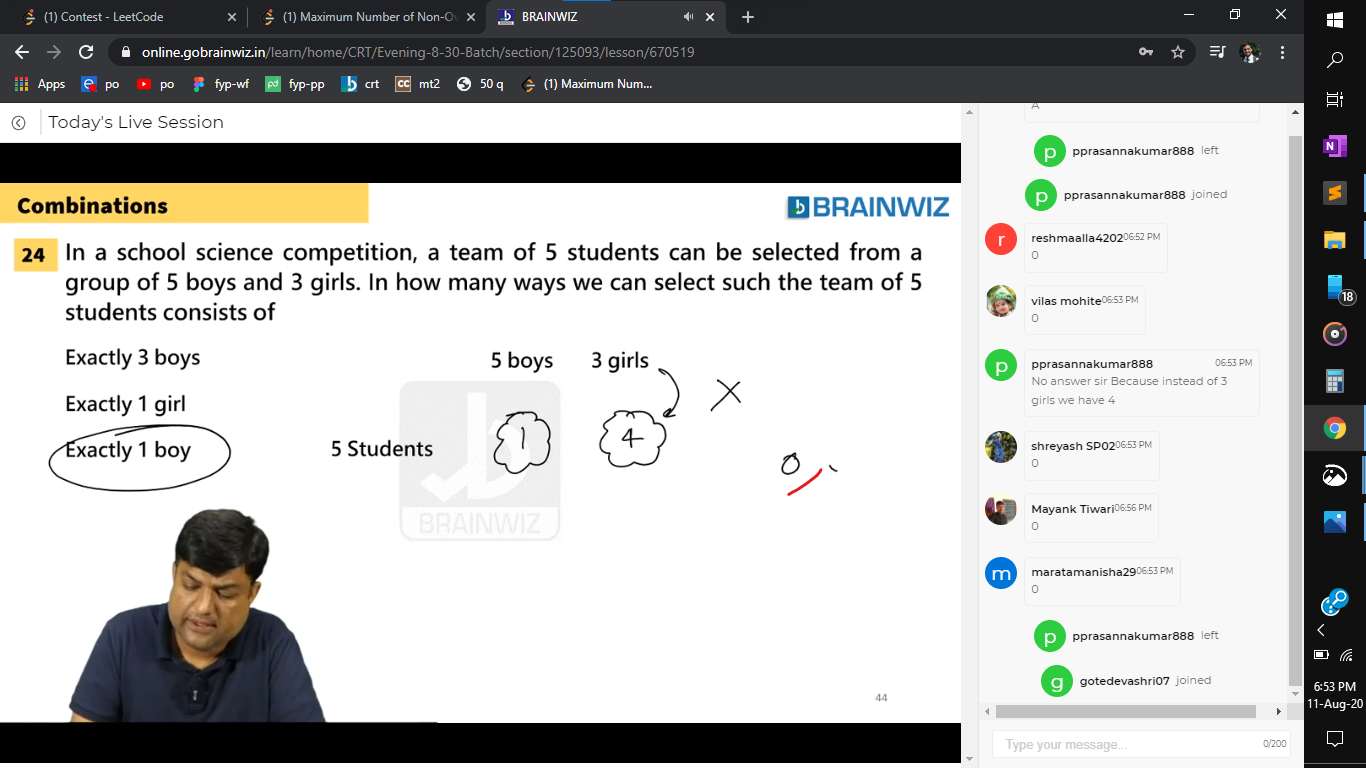 (1) Contest - LeetCode
(1) Maximum Number of Non-Ov
BRAINWIZ
online.gobrainwiz.in/learn/home/CRT/Evening-8-30-Batch/section/125093/lesson/670519
Apps po po fyp-wf fyp-pp crt mt2 50 q (1) Maximum Num...
Today's Live Session
Combinations
BRAINWIZ
24 In a school science competition, a team of 5 students can be selected from a
group of 5 boys and 3 girls. In how many ways we can select such the team of 5
students consists of
Exactly 3 boys
5 boys 3 girls
X
Exactly 1 girl
Exactly 1 boy
5 Students
1
4
0
BRAINWIZ
44
A
p pprasannakumar888 left
p pprasannakumar888 joined
r reshmaalla4202 06:52 PM
0
vilas mohite 06:53 PM
0
p pprasannakumar888 06:53 PM
No answer sir Because instead of 3
girls we have 4
shreyash SP02 06:53 PM
0
Mayank Tiwari 06:56 PM
0
m maratamanisha29 06:53 PM
0
p pprasannakumar888 left
g gotedevashri07 joined
Type your message... 0/200
N
18
6:53 PM
11-Aug-20